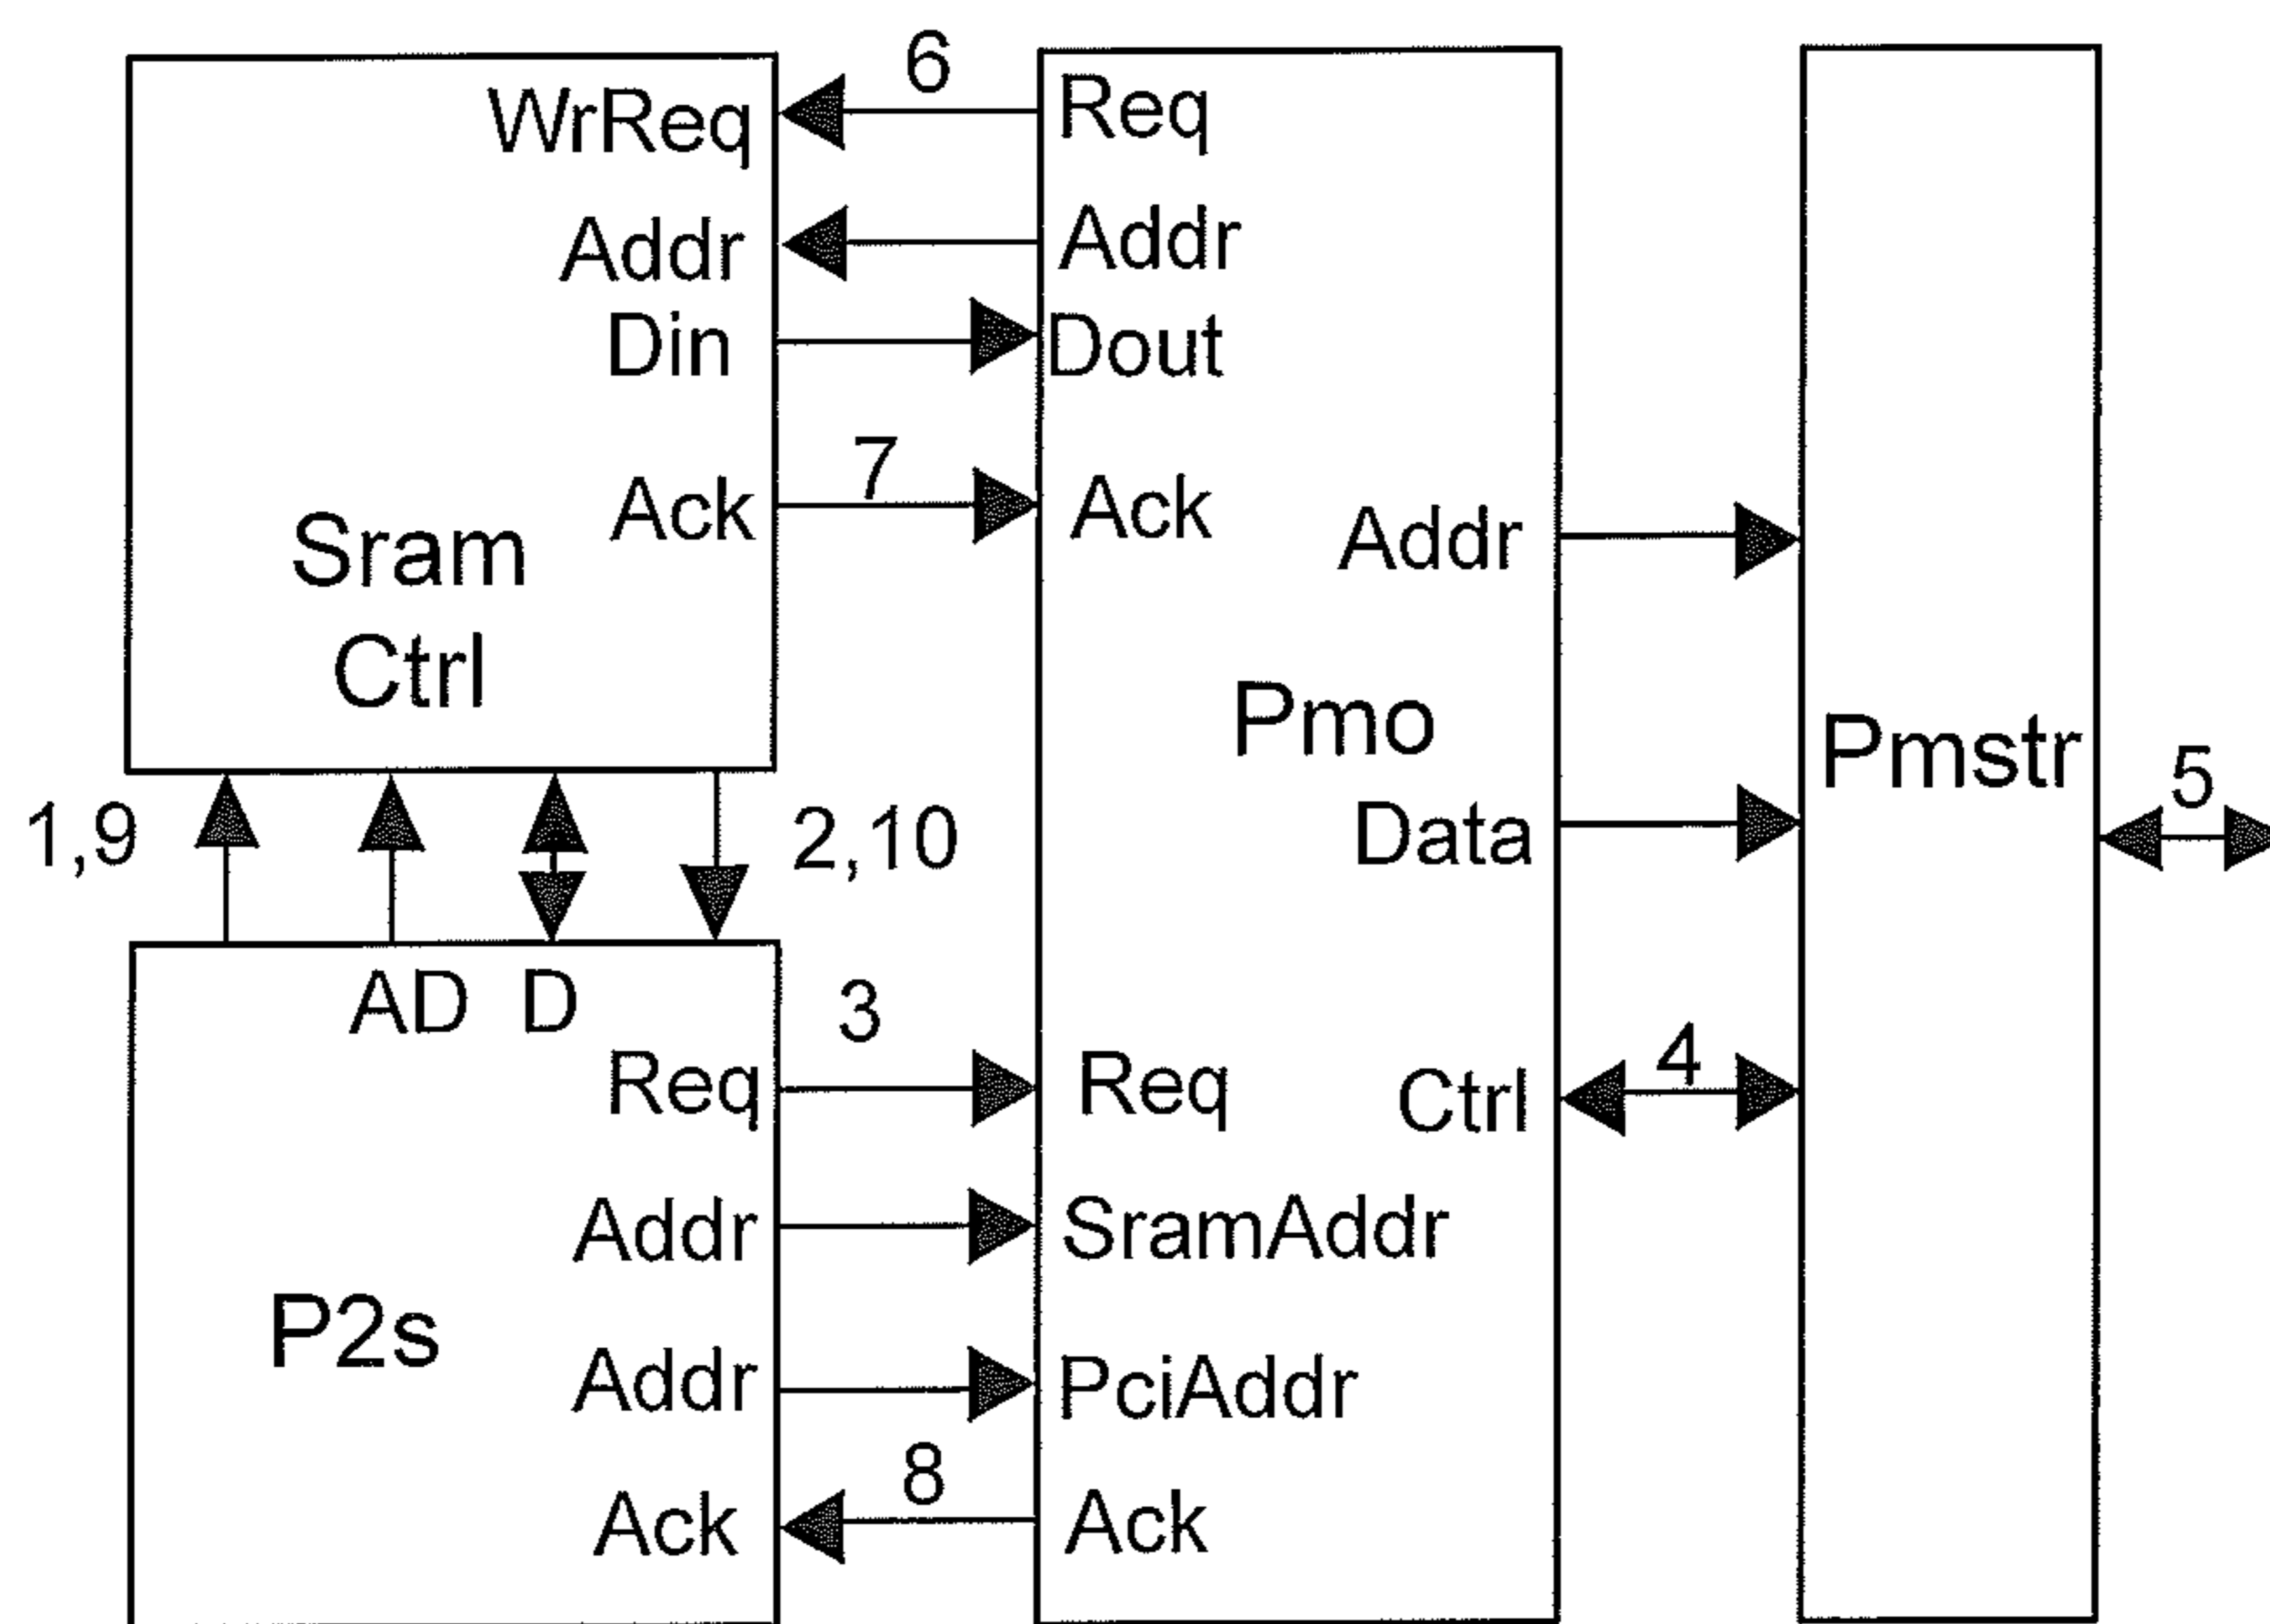 6
WrReq
Req
Addr
Addr
Din
Dout
7
Ack
Ack
Addr
Sram
Ctrl
Pmo
Pmstr
5
1,9
2,10
Data
AD
D
3
Req
Req
Ctrl
4
Addr
SramAddr
P2s
Addr
PciAddr
8
Ack
Ack